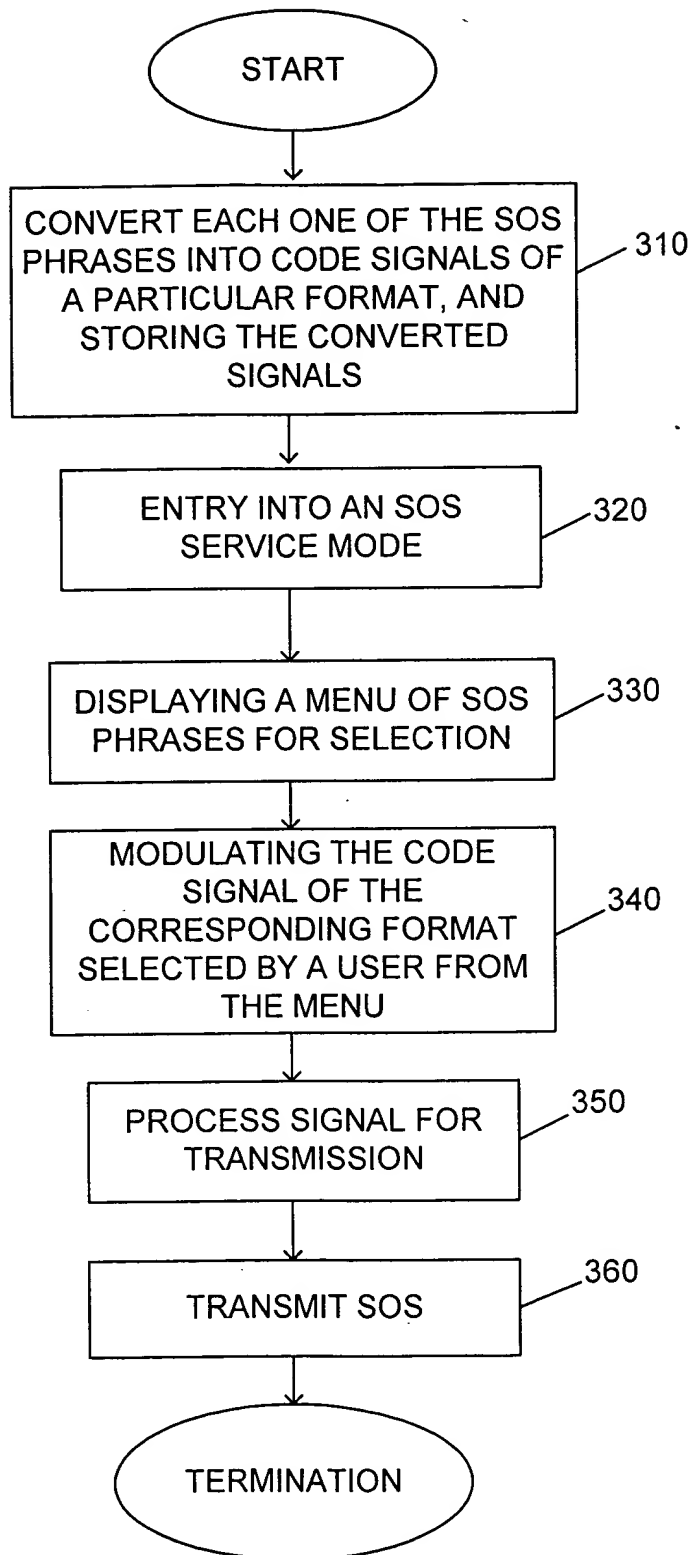 START
CONVERT EACH ONE OF THE SOS
PHRASES INTO CODE SIGNALS OF
A PARTICULAR FORMAT, AND
STORING THE CONVERTED
SIGNALS
310
ENTRY INTO AN SOS
SERVICE MODE
320
DISPLAYING A MENU OF SOS
PHRASES FOR SELECTION
330
MODULATING THE CODE
SIGNAL OF THE
CORRESPONDING FORMAT
SELECTED BY A USER FROM
THE MENU
340
PROCESS SIGNAL FOR
TRANSMISSION
350
TRANSMIT SOS
360
TERMINATION